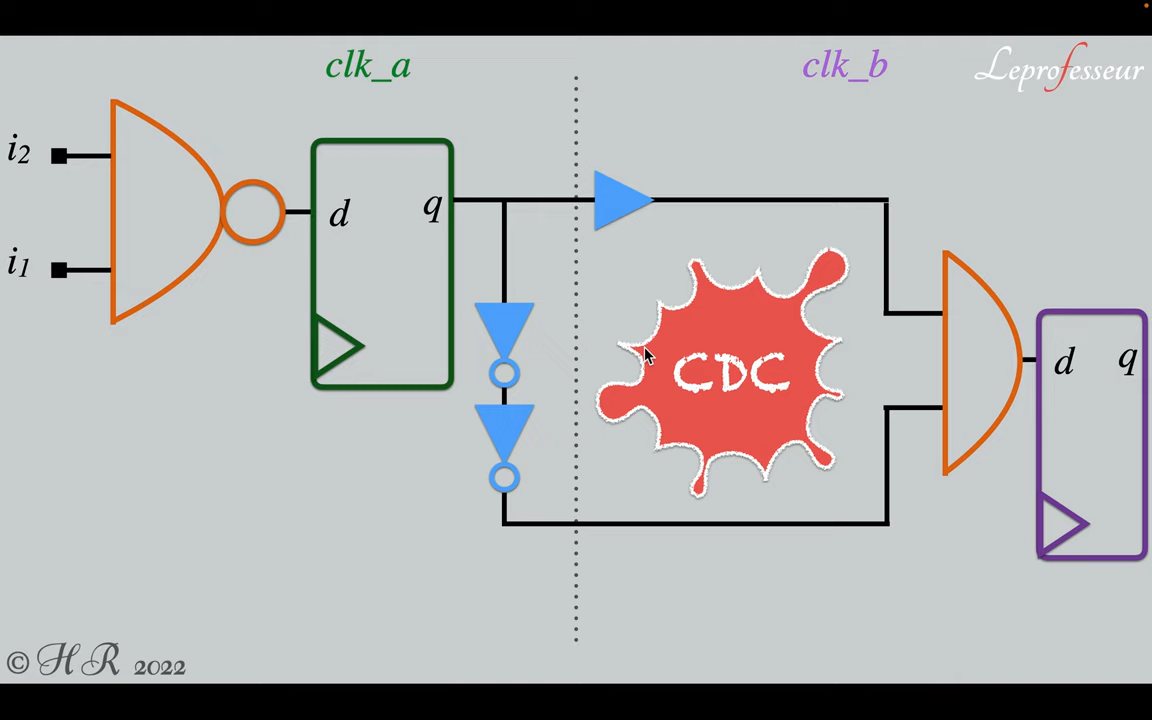 clk_a
clk_b
Leprofesseur
i2
i1
d
q
CDC
d
q
© HR 2022